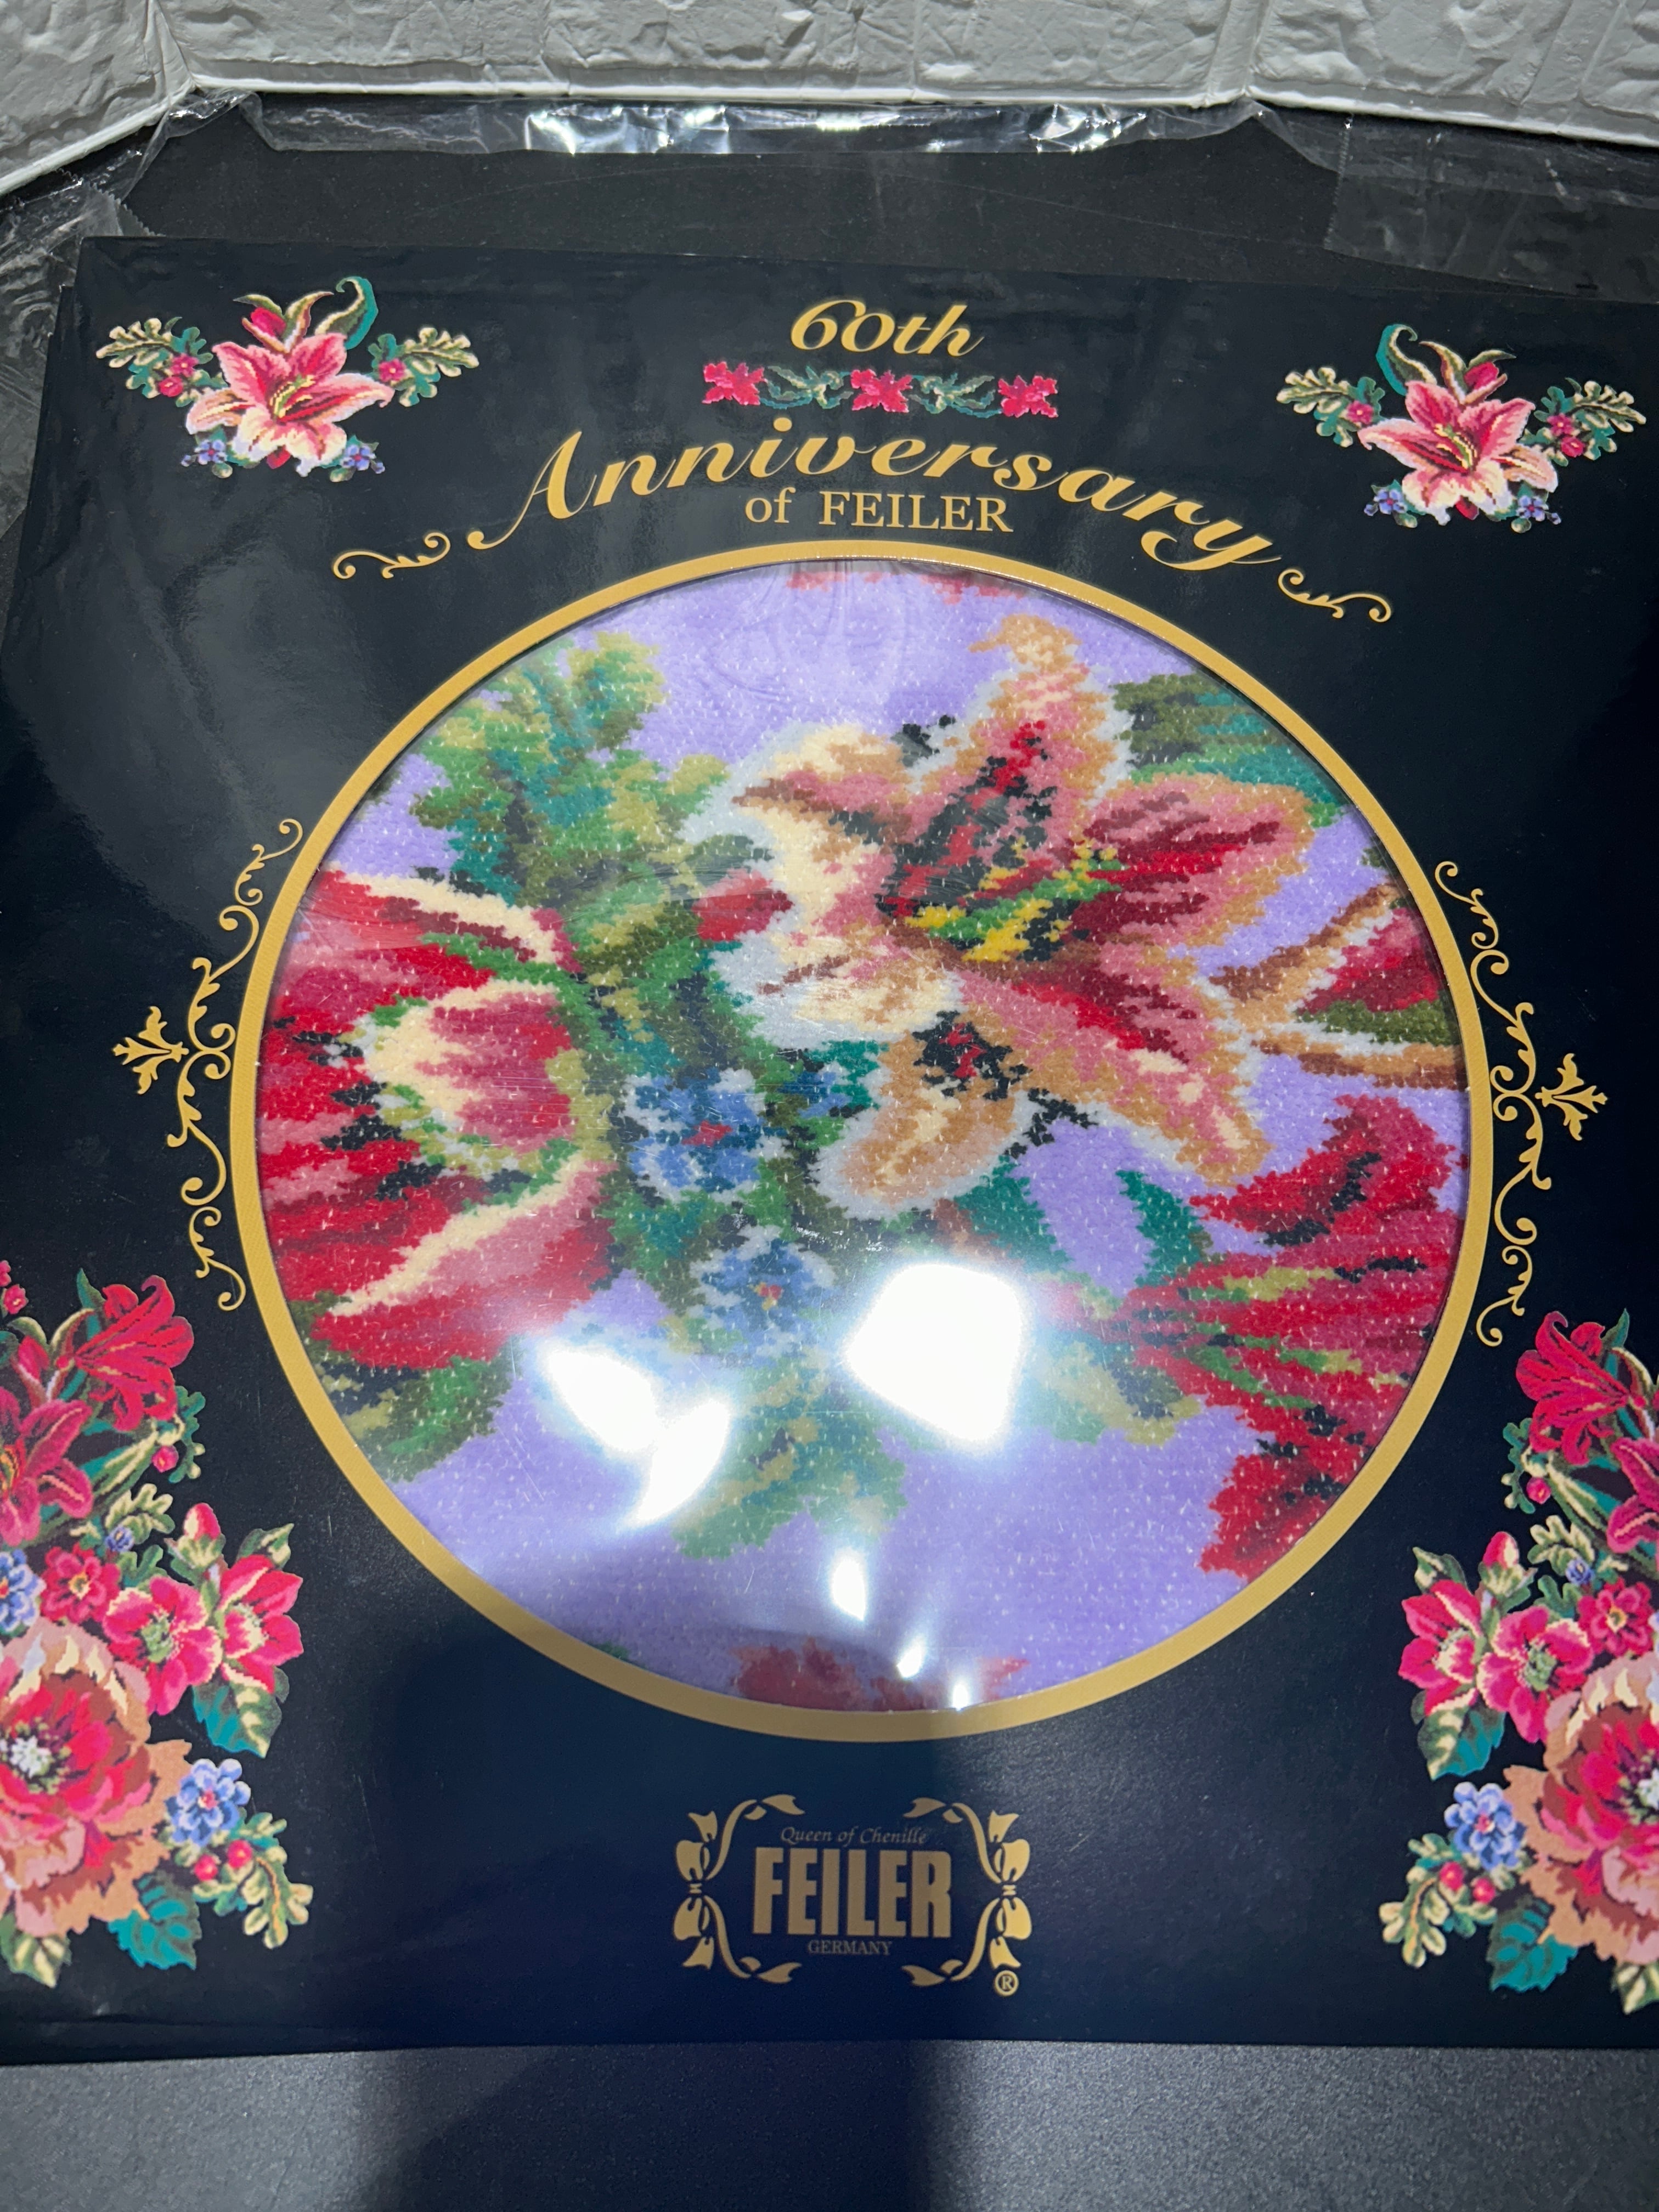 60th
Anniversary
of FEILER
Queen of Chenille
FEILER
GERMANY
®